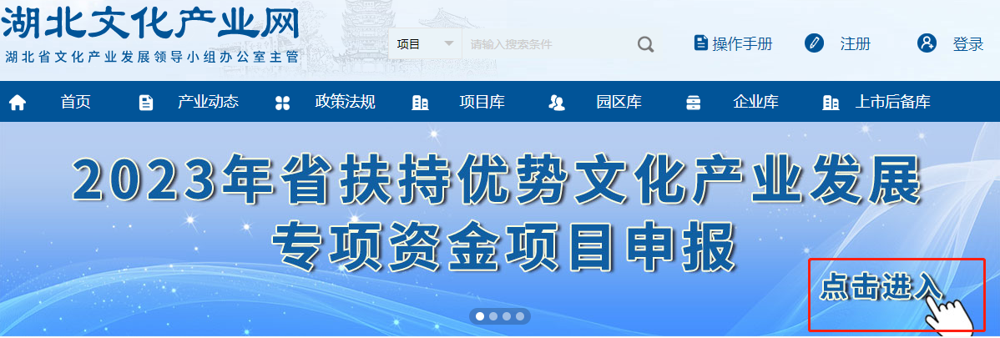 湖北文化产业网
湖北省文化产业发展领导小组办公室主管
项目 请输入搜索条件 操作手册 注册 登录
首页 产业动态 政策法规 项目库 园区库 企业库 上市后备库
2023年省扶持优势文化产业发展
专项资金项目申报
点击进入